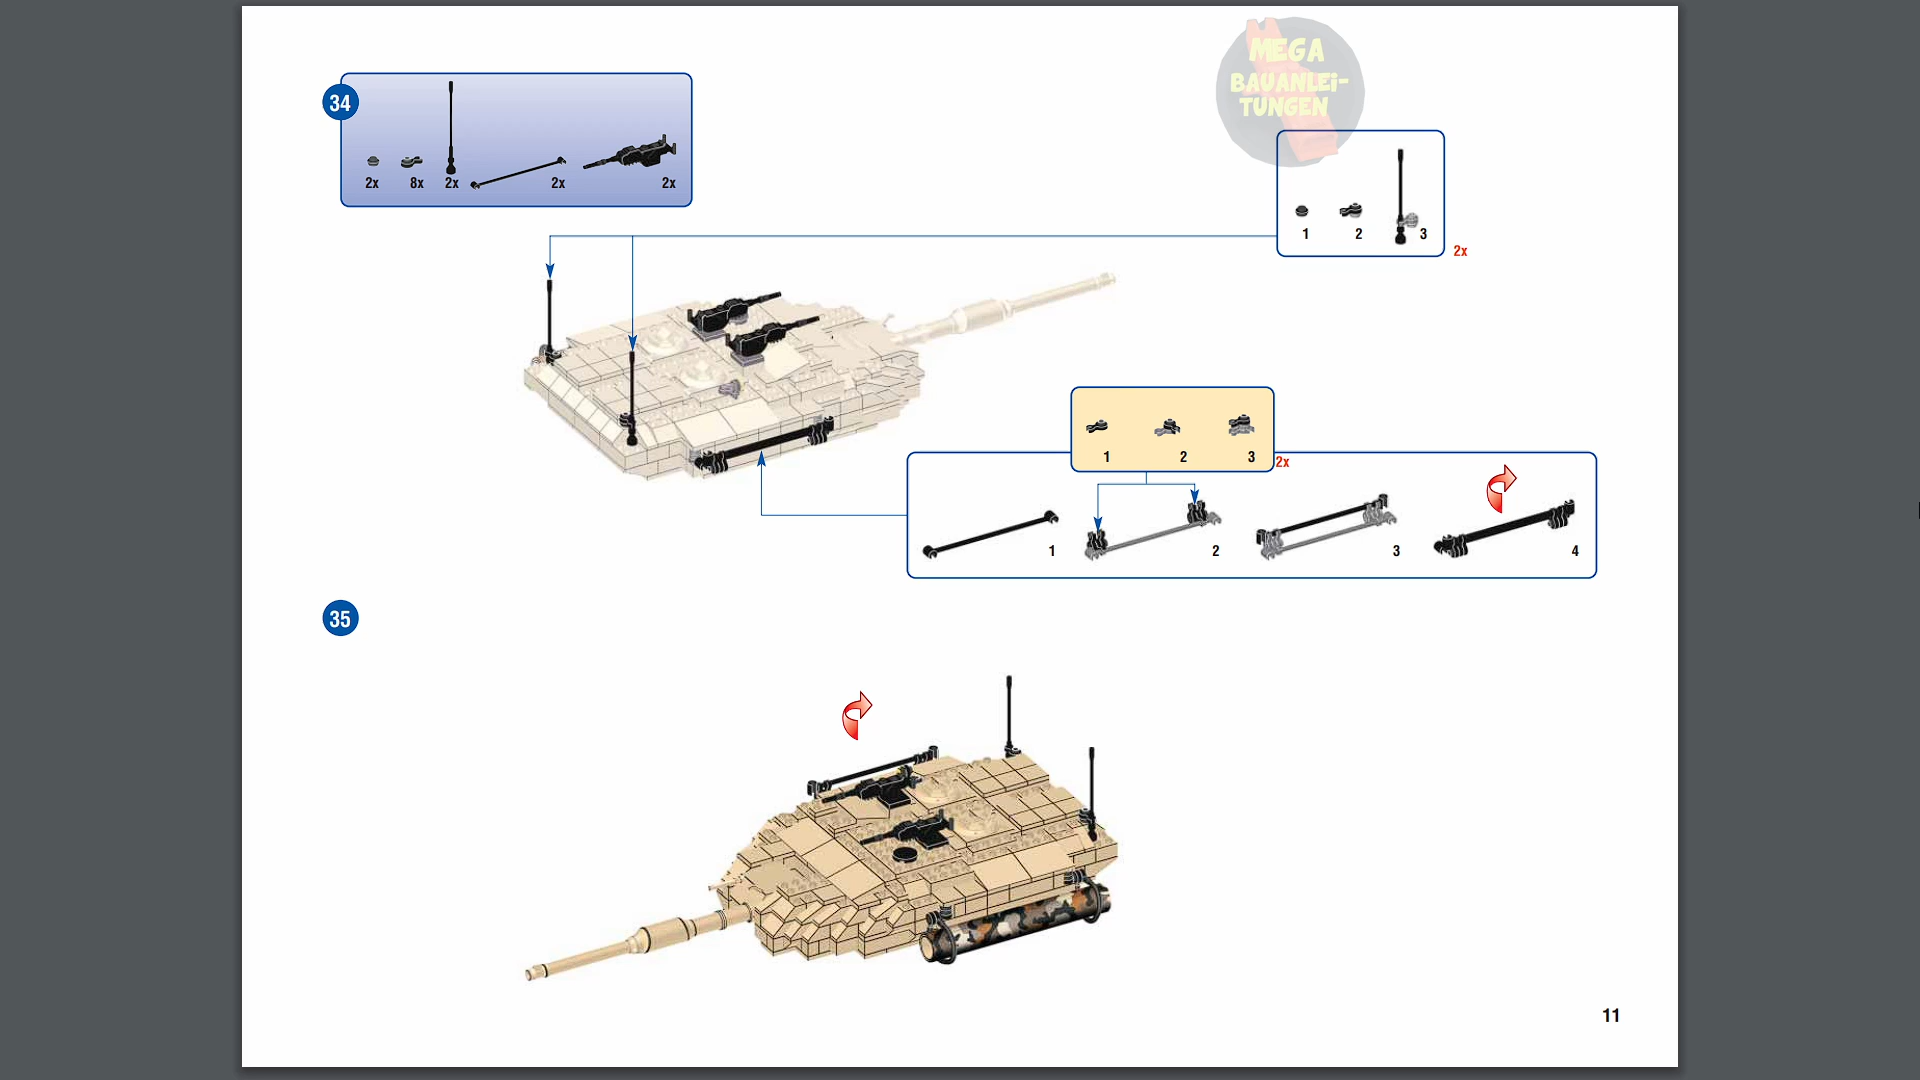 MEGA
BAUANLEi-
TUNGEN
34
2x 8x 2x 2x 2x
1 2 3
2x
1 2 3
2x
1 2 3 4
35
11